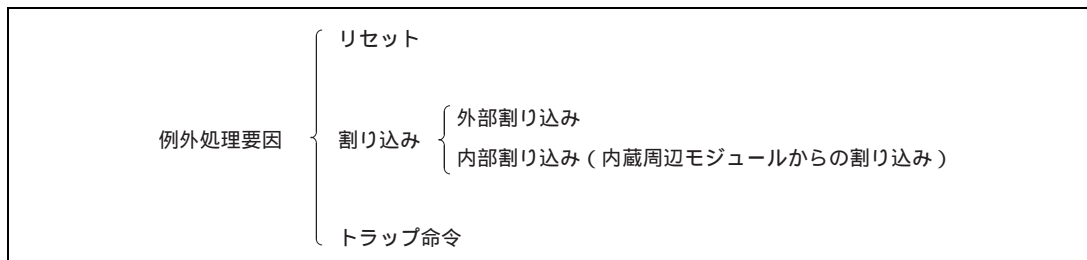 リセット
例外処理要因
割り込み
外部割り込み
内部割り込み（内蔵周辺モジュールからの割り込み）
トラップ命令